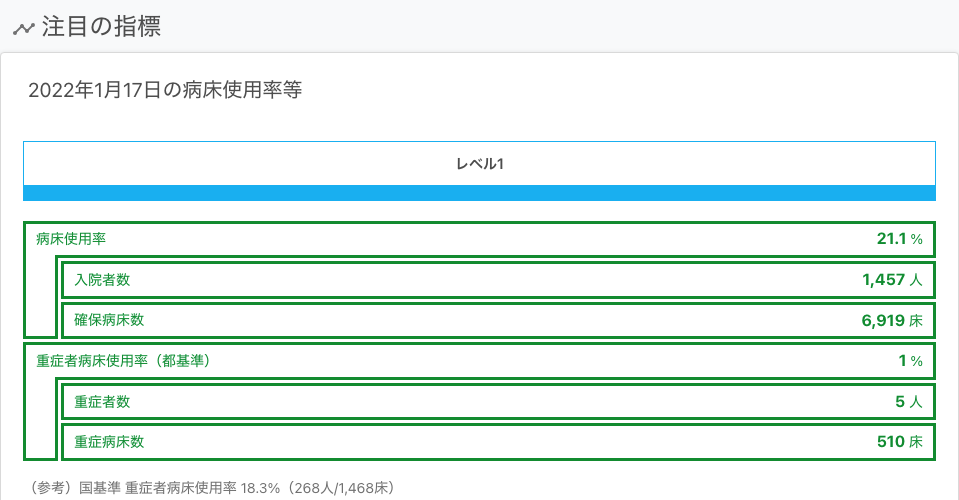 注目の指標
2022年1月17日の病床使用率等
レベル1
病床使用率 21.1 %
入院者数 1,457 人
確保病床数 6,919 床
重症者病床使用率（都基準） 1 %
重症者数 5 人
重症病床数 510 床
（参考）国基準 重症者病床使用率 18.3%（268人/1,468床）